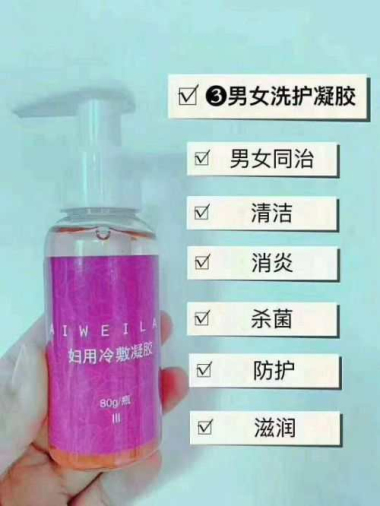 ☑ ❸男女洗护凝胶
☑ 男女同治
☑ 清洁
☑ 消炎
☑ 杀菌
☑ 防护
☑ 滋润
AIWEILA
妇用冷敷凝胶
80g/瓶
III